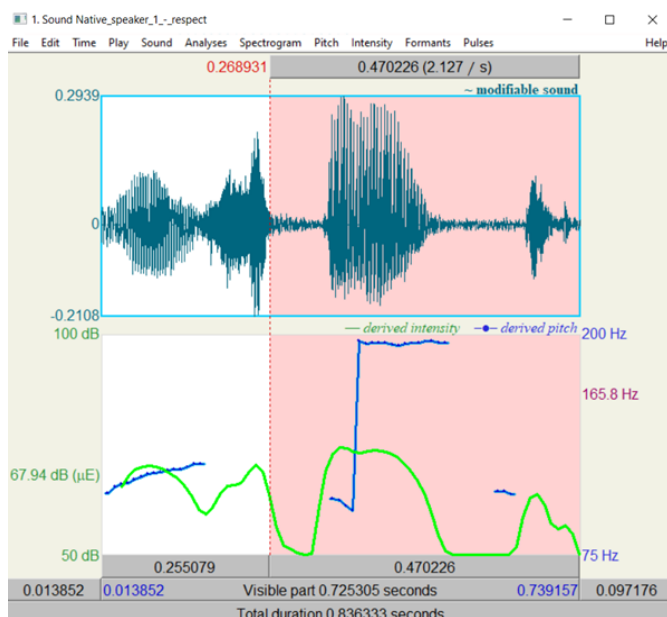 1. Sound Native_speaker_1_-_respect
File Edit Time Play Sound Analyses Spectrogram Pitch Intensity Formants Pulses Help
0.268931 0.470226 (2.127 / s)
~ modifiable sound
0.2939
0
-0.2108
derived intensity derived pitch
100 dB 200 Hz
165.8 Hz
67.94 dB (µE)
50 dB 75 Hz
0.255079 0.470226
0.013852 0.013852 Visible part 0.725305 seconds 0.739157 0.097176
Total duration 0.836333 seconds